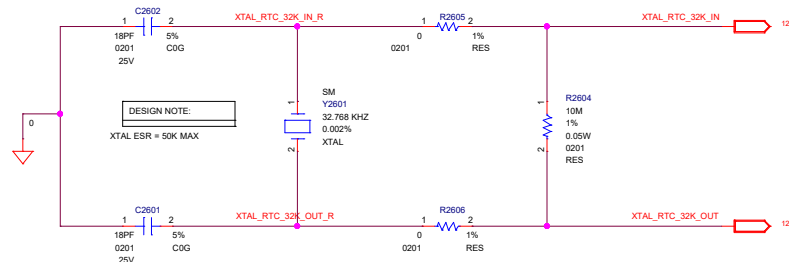 C2602
1 2
18PF 5%
0201 C0G
25V
XTAL_RTC_32K_IN_R
R2605
1 2
0 1%
0201 RES
XTAL_RTC_32K_IN
12
0
DESIGN NOTE:
XTAL ESR = 50K MAX
SM
1
Y2601
32.768 KHZ
0.002%
2
XTAL
1
R2604
10M
1%
0.05W
2
0201
RES
C2601
1 2
18PF 5%
0201 C0G
25V
XTAL_RTC_32K_OUT_R
R2606
1 2
0 1%
0201 RES
XTAL_RTC_32K_OUT
12